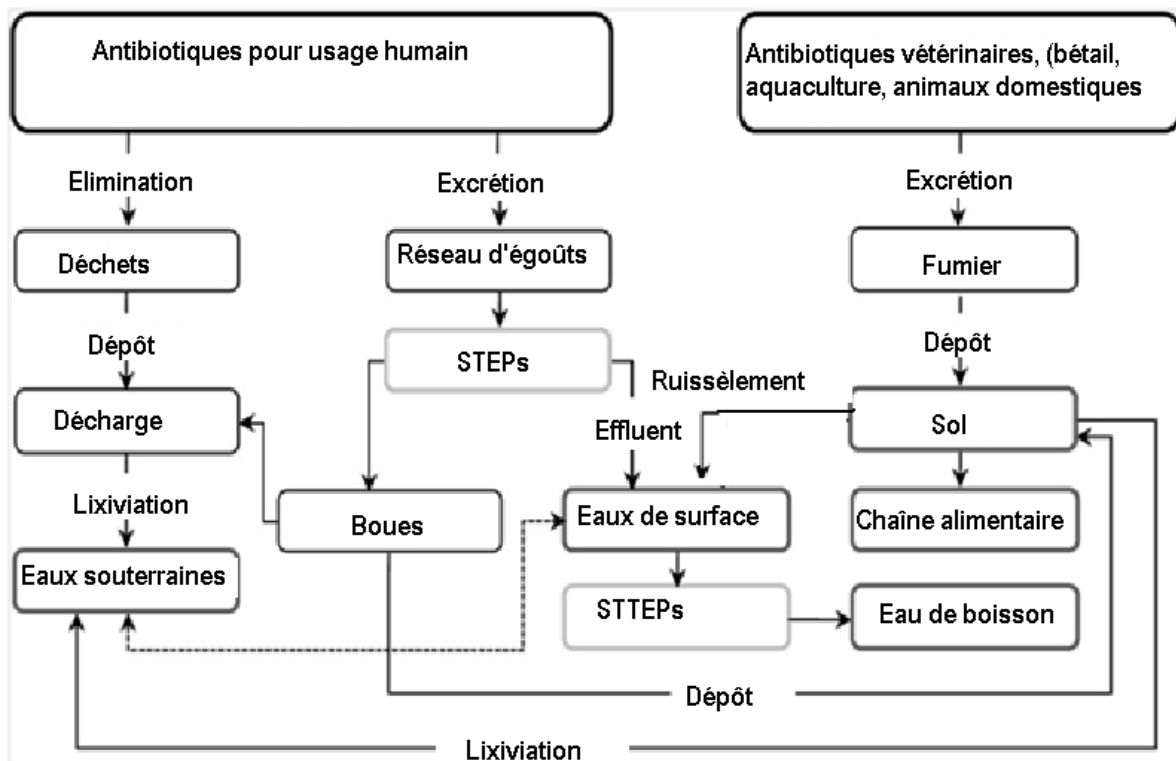 Antibiotiques pour usage humain
Antibiotiques vétérinaires, (bétail,
aquaculture, animaux domestiques
Elimination
Excrétion
Excrétion
Déchets
Réseau d'égoûts
Fumier
Dépôt
STEPs
Dépôt
Ruissèlement
Décharge
Effluent
Sol
Lixiviation
Boues
Eaux de surface
Chaîne alimentaire
Eaux souterraines
STTEPs
Eau de boisson
Dépôt
Lixiviation